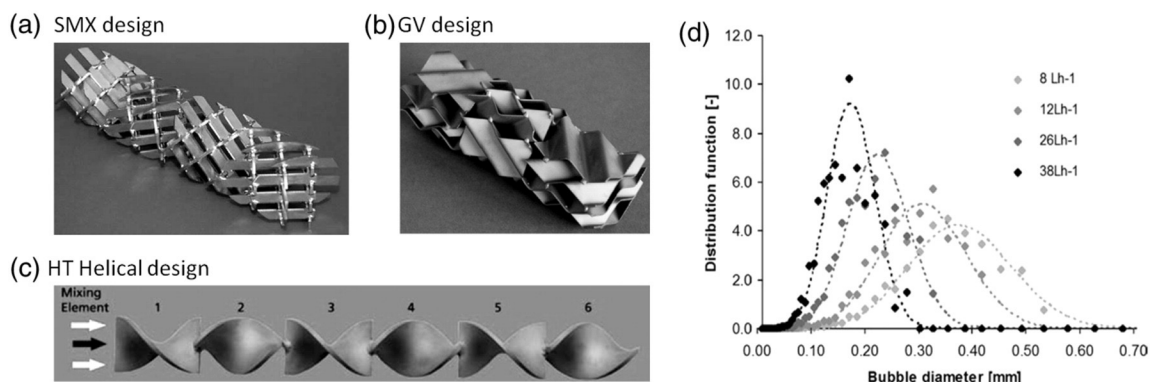 (a) SMX design
(b) GV design
(c) HT Helical design
Mixing
Element
1 2 3 4 5 6
(d)
Distribution function [-]
12.0
10.0
8.0
6.0
4.0
2.0
0.0
8 Lh-1
12Lh-1
26Lh-1
38Lh-1
0.00 0.10 0.20 0.30 0.40 0.50 0.60 0.70
Bubble diameter [mm]